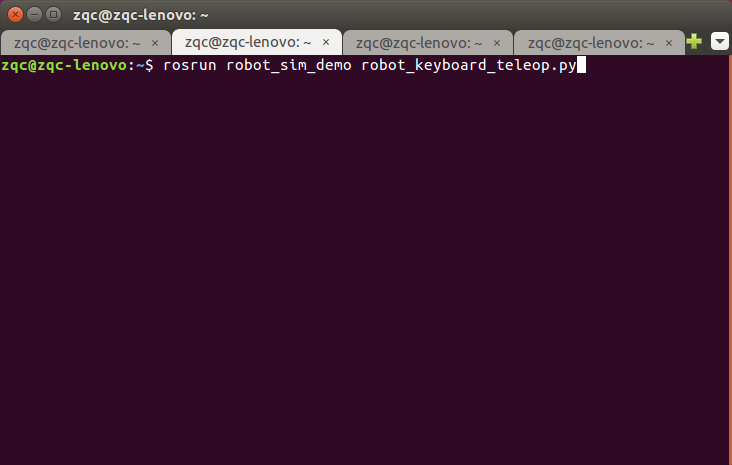 zqc@zqc-lenovo: ~
zqc@zqc-lenovo: ~ × zqc@zqc-lenovo: ~ × zqc@zqc-lenovo: ~ × zqc@zqc-lenovo: ~ ×
zqc@zqc-lenovo:~$ rosrun robot_sim_demo robot_keyboard_teleop.py